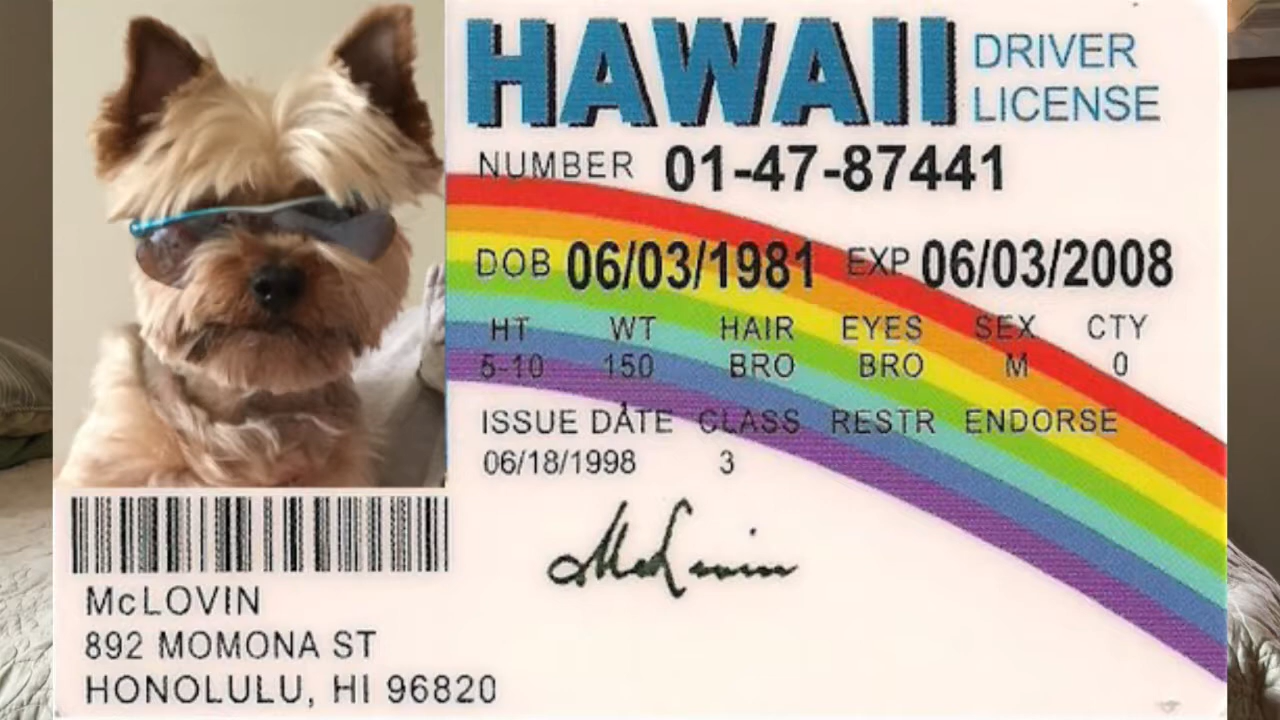 HAWAII DRIVER LICENSE
NUMBER 01-47-87441
DOB 06/03/1981 EXP 06/03/2008
HT WT HAIR EYES SEX CTY
5-10 150 BRO BRO M 0
ISSUE DATE CLASS RESTR ENDORSE
06/18/1998 3
McLovin
McLOVIN
892 MOMONA ST
HONOLULU, HI 96820